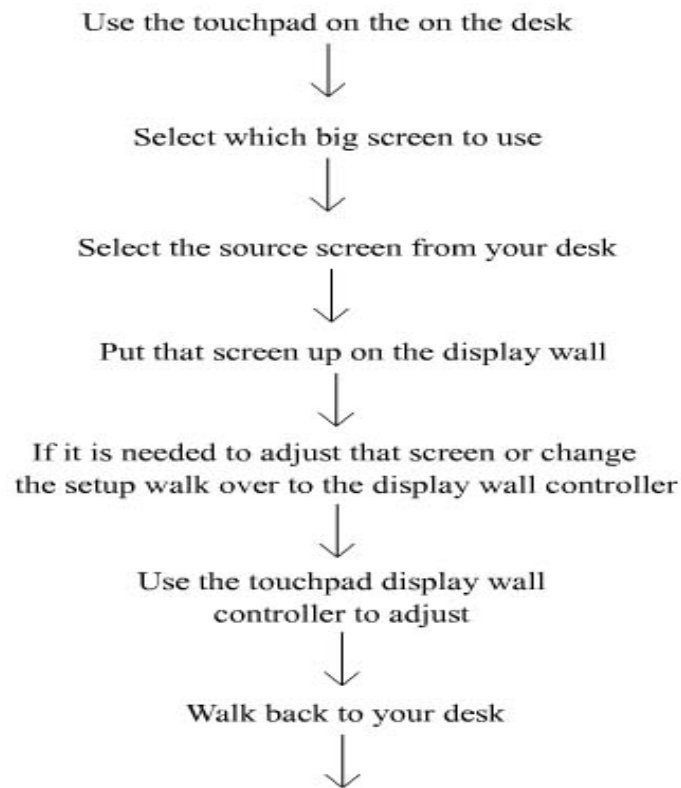 Use the touchpad on the on the desk
Select which big screen to use
Select the source screen from your desk
Put that screen up on the display wall
If it is needed to adjust that screen or change
the setup walk over to the display wall controller
Use the touchpad display wall
controller to adjust
Walk back to your desk